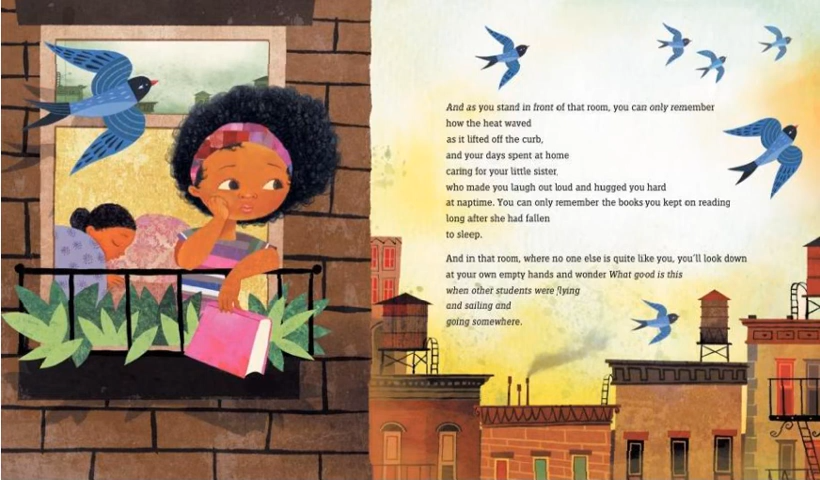 And as you stand in front of that room, you can only remember
how the heat waved
as it lifted off the curb,
and your days spent at home
caring for your little sister,
who made you laugh out loud and hugged you hard
at naptime. You can only remember the books you kept on reading
long after she had fallen
to sleep.
And in that room, where no one else is quite like you, you'll look down
at your own empty hands and wonder What good is this
when other students were flying
and sailing and
going somewhere.